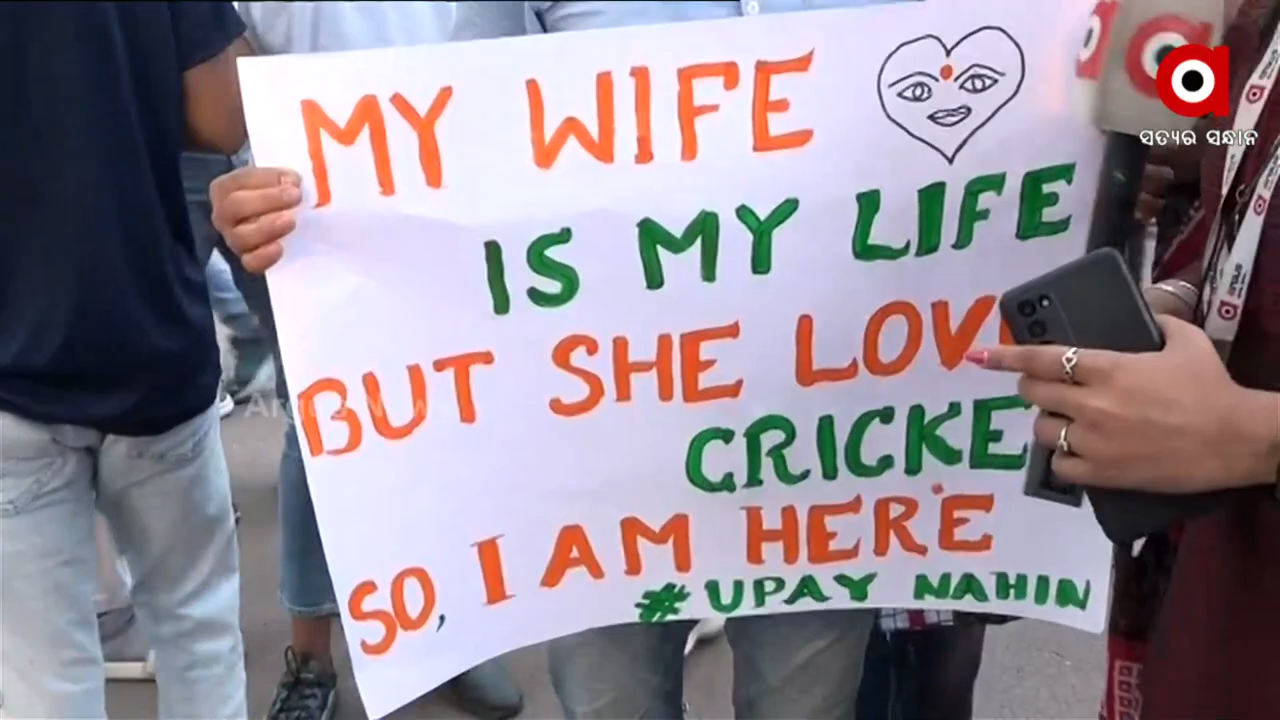 MY WIFE
IS MY LIFE
BUT SHE LOVE
CRICKE
SO, I AM HERE
#UPAY NAHIN
ସତ୍ୟର ସନ୍ଧାନ